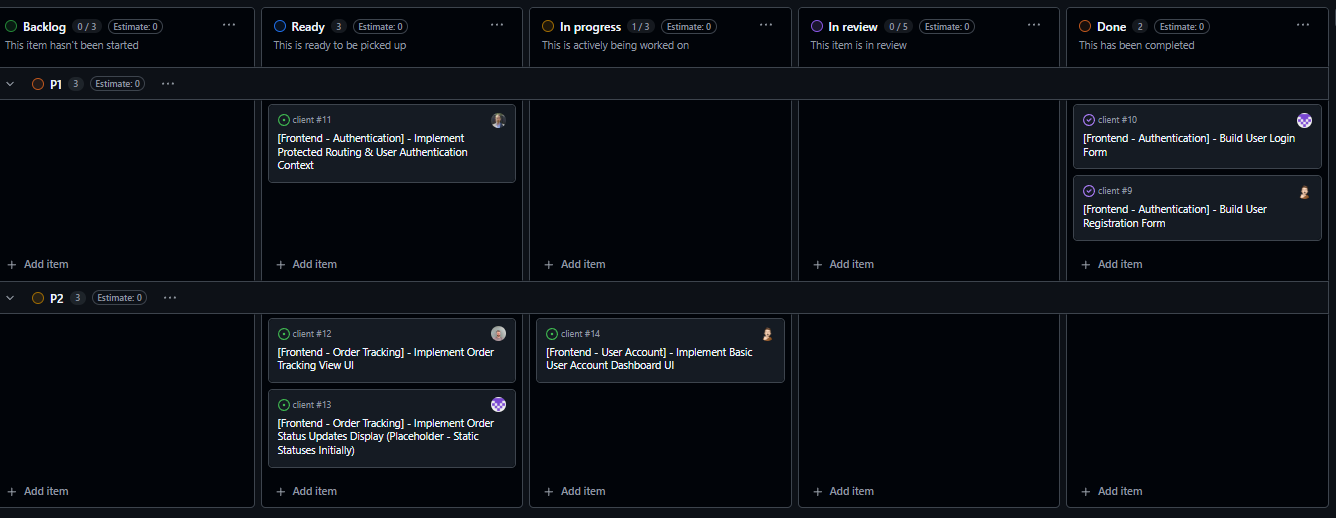 Backlog 0 / 3 Estimate: 0
This item hasn't been started
Ready 3 Estimate: 0
This is ready to be picked up
In progress 1 / 3 Estimate: 0
This is actively being worked on
In review 0 / 5 Estimate: 0
This item is in review
Done 2 Estimate: 0
This has been completed
P1 3 Estimate: 0
client #11
[Frontend - Authentication] - Implement
Protected Routing & User Authentication
Context
client #10
[Frontend - Authentication] - Build User Login
Form
client #9
[Frontend - Authentication] - Build User
Registration Form
+ Add item
+ Add item
+ Add item
+ Add item
+ Add item
P2 3 Estimate: 0
client #12
[Frontend - Order Tracking] - Implement Order
Tracking View UI
client #13
[Frontend - Order Tracking] - Implement Order
Status Updates Display (Placeholder - Static
Statuses Initially)
client #14
[Frontend - User Account] - Implement Basic
User Account Dashboard UI
+ Add item
+ Add item
+ Add item
+ Add item
+ Add item